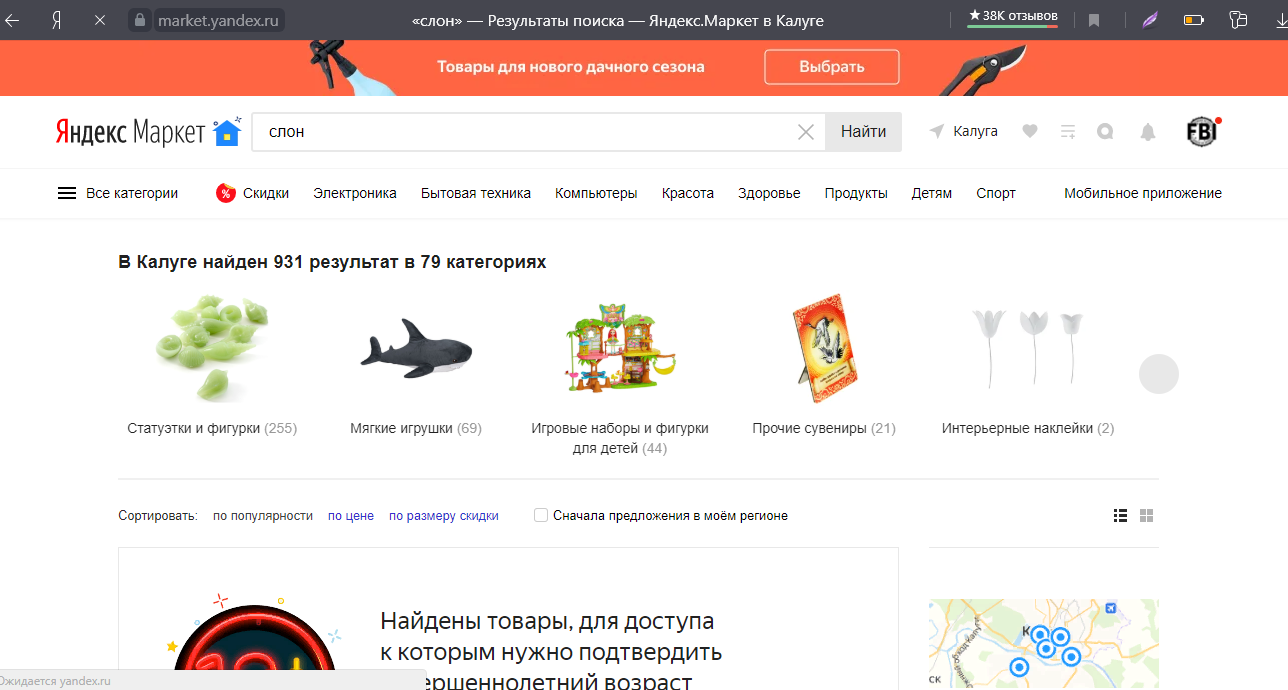 Я
market.yandex.ru
«слон» — Результаты поиска — Яндекс.Маркет в Калуге
★ 38K отзывов
Товары для нового дачного сезона
Выбрать
Яндекс Маркет
слон
Найти
Калуга
FBI
Все категории
%
Скидки
Электроника
Бытовая техника
Компьютеры
Красота
Здоровье
Продукты
Детям
Спорт
Мобильное приложение
В Калуге найден 931 результат в 79 категориях
Статуэтки и фигурки (255)
Мягкие игрушки (69)
Игровые наборы и фигурки
для детей (44)
Прочие сувениры (21)
Интерьерные наклейки (2)
Сортировать:
по популярности
по цене
по размеру скидки
Сначала предложения в моём регионе
Найдены товары, для доступа
к которым нужно подтвердить
вершеннолетний возраст
К
ск
Ожидается yandex.ru